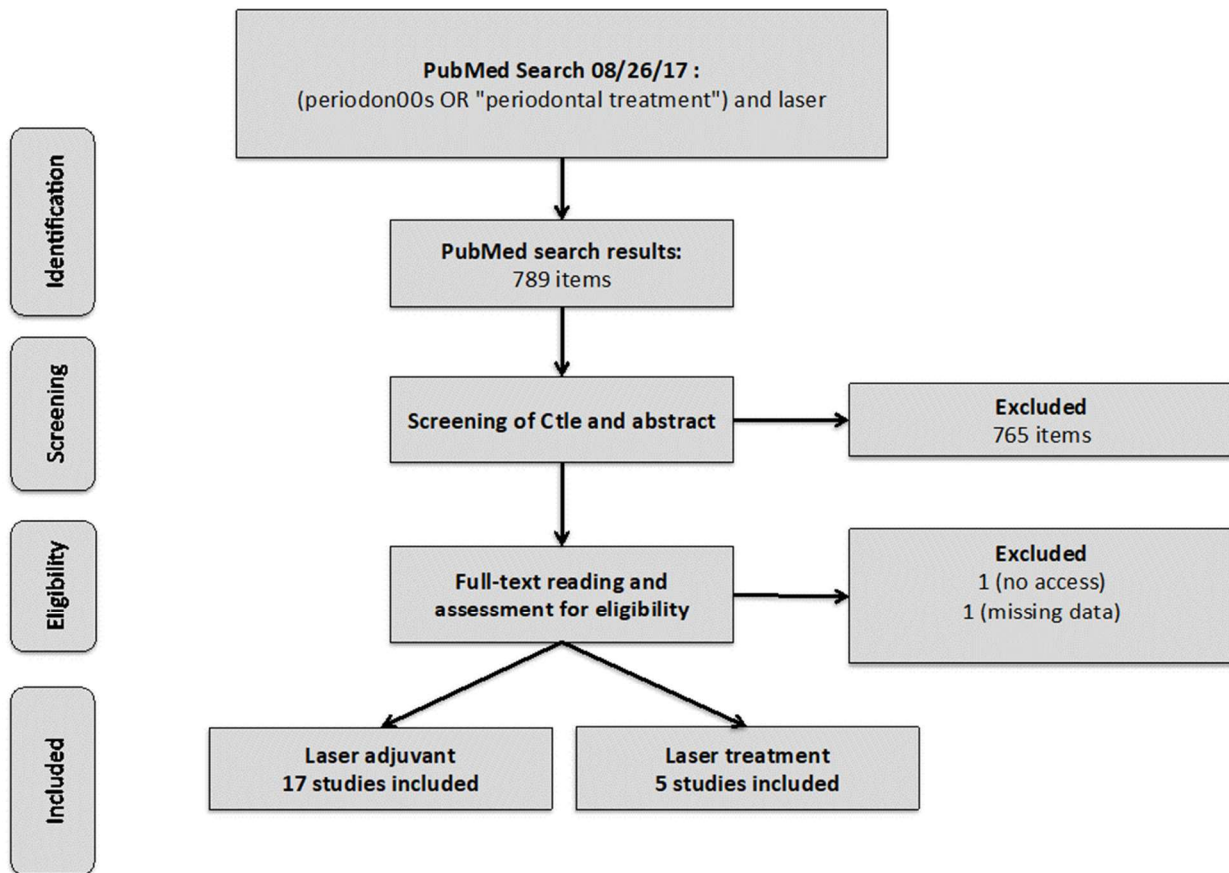 PubMed Search 08/26/17 :
(periodon00s OR "periodontal treatment") and laser
Identification
PubMed search results:
789 items
Screening
Screening of Ctle and abstract
Excluded
765 items
Eligibility
Full-text reading and
assessment for eligibility
Excluded
1 (no access)
1 (missing data)
Included
Laser adjuvant
17 studies included
Laser treatment
5 studies included